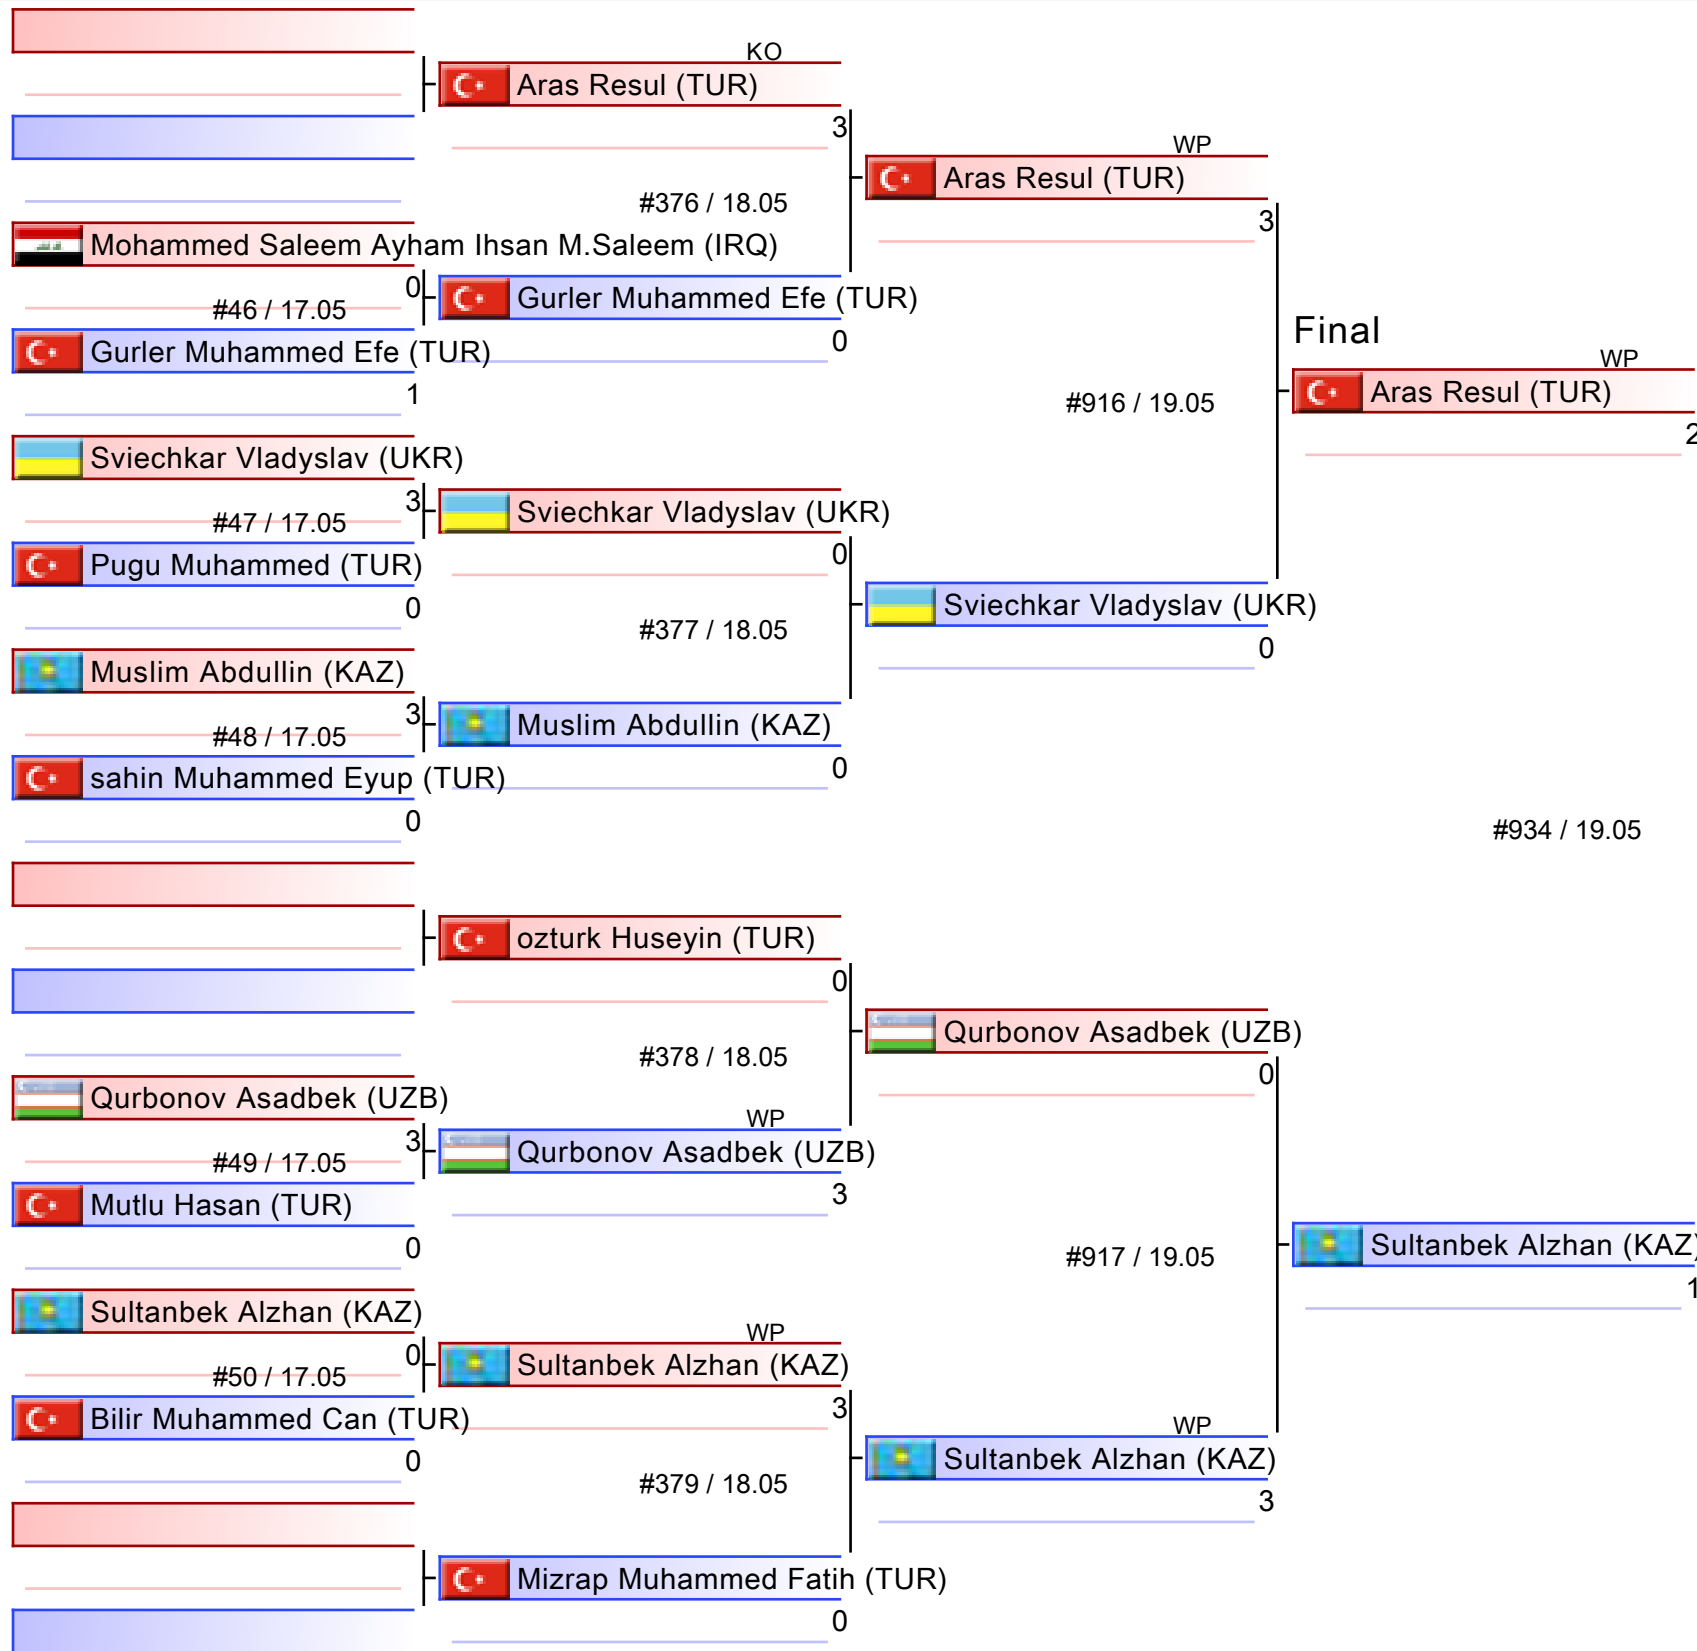 KO
Aras Resul (TUR)
3
WP
Aras Resul (TUR)
#376 / 18.05
3
Mohammed Saleem Ayham Ihsan M.Saleem (IRQ)
0
#46 / 17.05
Gurler Muhammed Efe (TUR)
Final
0
Gurler Muhammed Efe (TUR)
WP
1
#916 / 19.05
Aras Resul (TUR)
2
Sviechkar Vladyslav (UKR)
3
#47 / 17.05
Sviechkar Vladyslav (UKR)
0
Pugu Muhammed (TUR)
0
Sviechkar Vladyslav (UKR)
#377 / 18.05
0
Muslim Abdullin (KAZ)
3
#48 / 17.05
Muslim Abdullin (KAZ)
0
sahin Muhammed Eyup (TUR)
0
#934 / 19.05
ozturk Huseyin (TUR)
0
Qurbonov Asadbek (UZB)
#378 / 18.05
0
Qurbonov Asadbek (UZB)
WP
3
#49 / 17.05
Qurbonov Asadbek (UZB)
3
Mutlu Hasan (TUR)
0
#917 / 19.05
Sultanbek Alzhan (KAZ)
1
Sultanbek Alzhan (KAZ)
WP
0
#50 / 17.05
Sultanbek Alzhan (KAZ)
3
Bilir Muhammed Can (TUR)
WP
0
Sultanbek Alzhan (KAZ)
#379 / 18.05
3
Mizrap Muhammed Fatih (TUR)
0